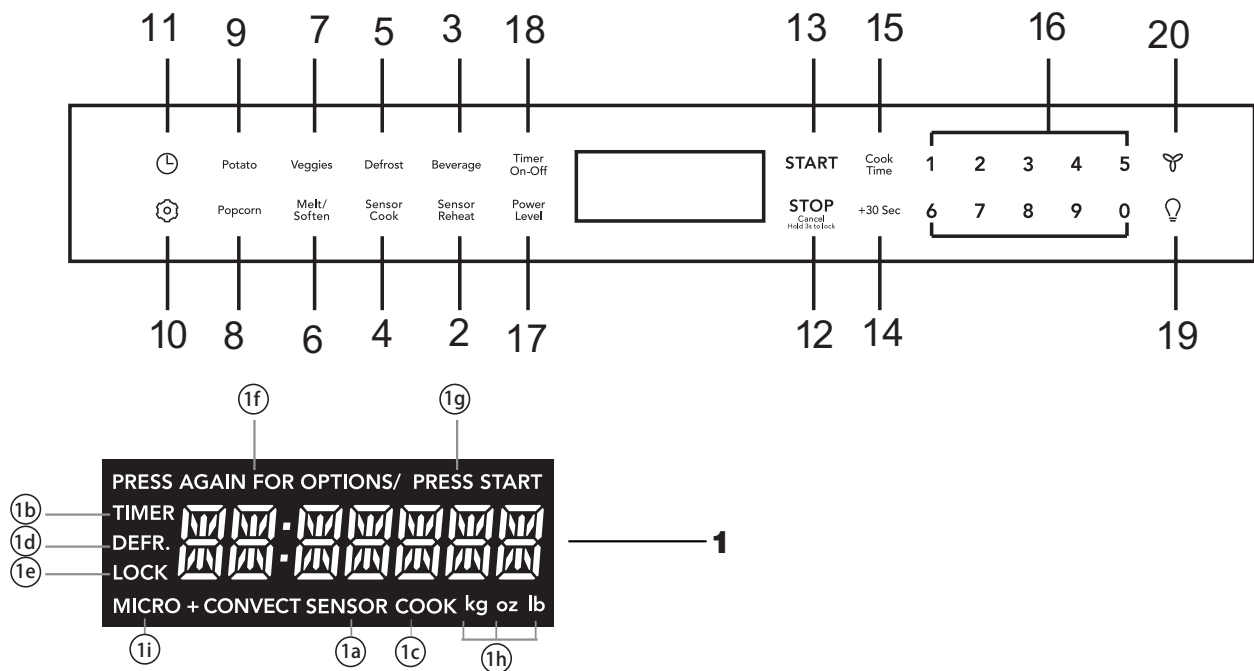 11 9 7 5 3 18 13 15 16 20
Potato Veggies Defrost Beverage Timer On-Off START Cook Time 1 2 3 4 5
Popcorn Melt/ Soften Sensor Cook Sensor Reheat Power Level STOP Cancel Hold 3s to lock +30 Sec 6 7 8 9 0
10 8 6 4 2 17 12 14 19
1f 1g
PRESS AGAIN FOR OPTIONS/ PRESS START
1b TIMER
1d DEFR. 1
1e LOCK
MICRO + CONVECT SENSOR COOK kg oz lb
1i 1a 1c 1h